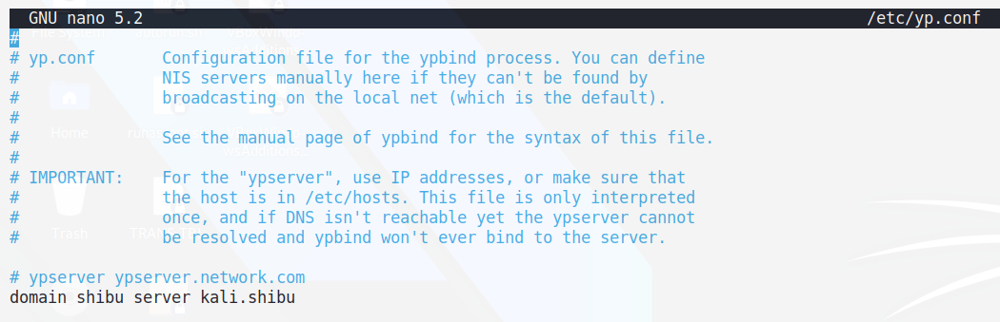 GNU nano 5.2 /etc/yp.conf
#
# yp.conf Configuration file for the ypbind process. You can define
# NIS servers manually here if they can't be found by
# broadcasting on the local net (which is the default).
#
# See the manual page of ypbind for the syntax of this file.
#
# IMPORTANT: For the "ypserver", use IP addresses, or make sure that
# the host is in /etc/hosts. This file is only interpreted
# once, and if DNS isn't reachable yet the ypserver cannot
# be resolved and ypbind won't ever bind to the server.
# ypserver ypserver.network.com
domain shibu server kali.shibu
Home
Trash